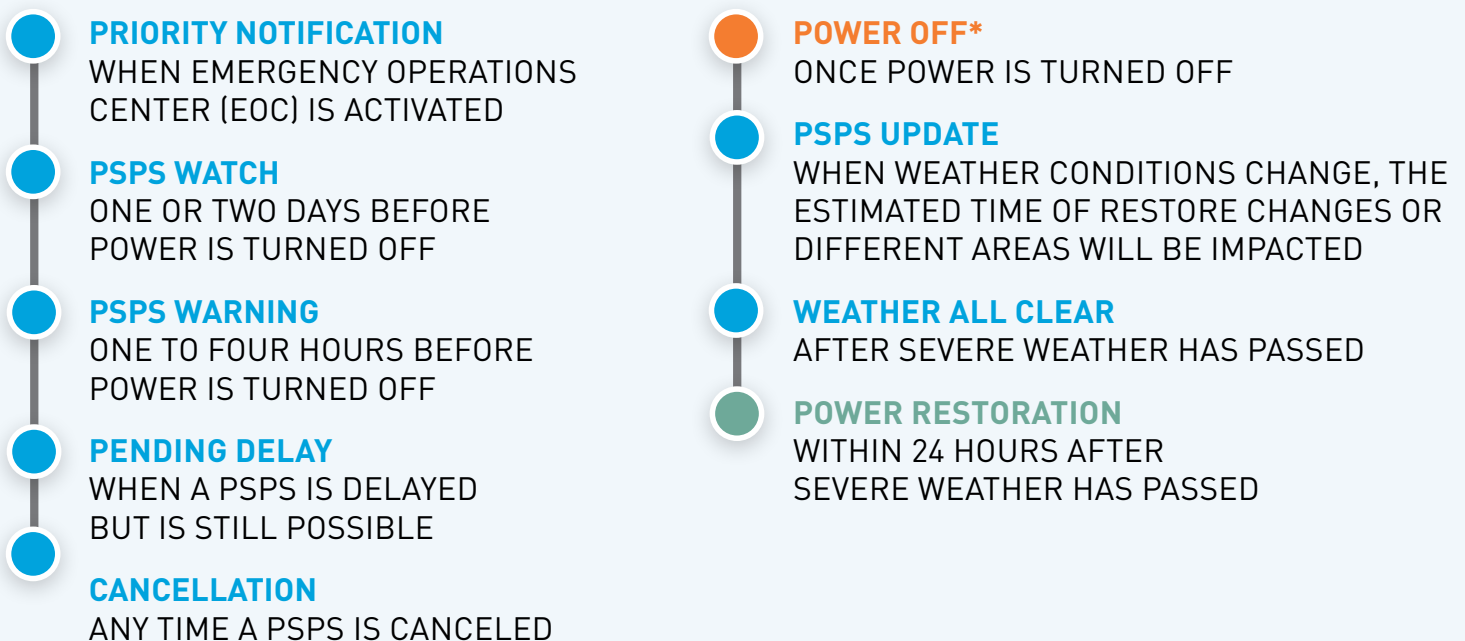 PRIORITY NOTIFICATION
WHEN EMERGENCY OPERATIONS
CENTER (EOC) IS ACTIVATED
PSPS WATCH
ONE OR TWO DAYS BEFORE
POWER IS TURNED OFF
PSPS WARNING
ONE TO FOUR HOURS BEFORE
POWER IS TURNED OFF
PENDING DELAY
WHEN A PSPS IS DELAYED
BUT IS STILL POSSIBLE
CANCELLATION
ANY TIME A PSPS IS CANCELED
POWER OFF*
ONCE POWER IS TURNED OFF
PSPS UPDATE
WHEN WEATHER CONDITIONS CHANGE, THE
ESTIMATED TIME OF RESTORE CHANGES OR
DIFFERENT AREAS WILL BE IMPACTED
WEATHER ALL CLEAR
AFTER SEVERE WEATHER HAS PASSED
POWER RESTORATION
WITHIN 24 HOURS AFTER
SEVERE WEATHER HAS PASSED